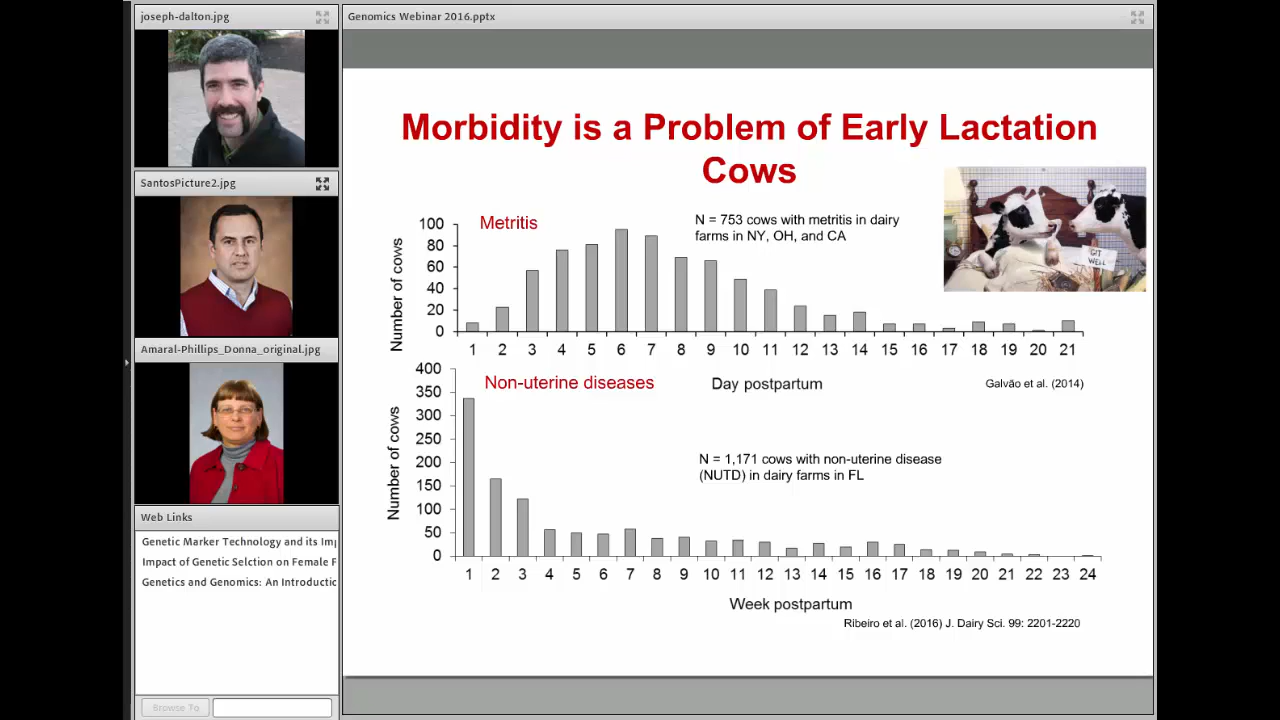 joseph-dalton.jpg
SantosPicture2.jpg
Amaral-Phillips_Donna_original.jpg
Web Links
Genetic Marker Technology and its Im
Impact of Genetic Selction on Female F
Genetics and Genomics: An Introductio
Browse To
Genomics Webinar 2016.pptx
Morbidity is a Problem of Early Lactation
Cows
Metritis
N = 753 cows with metritis in dairy
farms in NY, OH, and CA
GIT
WELL
Number of cows
100
80
60
40
20
0
1 2 3 4 5 6 7 8 9 10 11 12 13 14 15 16 17 18 19 20 21
Day postpartum
Galvão et al. (2014)
Non-uterine diseases
N = 1,171 cows with non-uterine disease
(NUTD) in dairy farms in FL
Number of cows
400
350
300
250
200
150
100
50
0
1 2 3 4 5 6 7 8 9 10 11 12 13 14 15 16 17 18 19 20 21 22 23 24
Week postpartum
Ribeiro et al. (2016) J. Dairy Sci. 99: 2201-2220